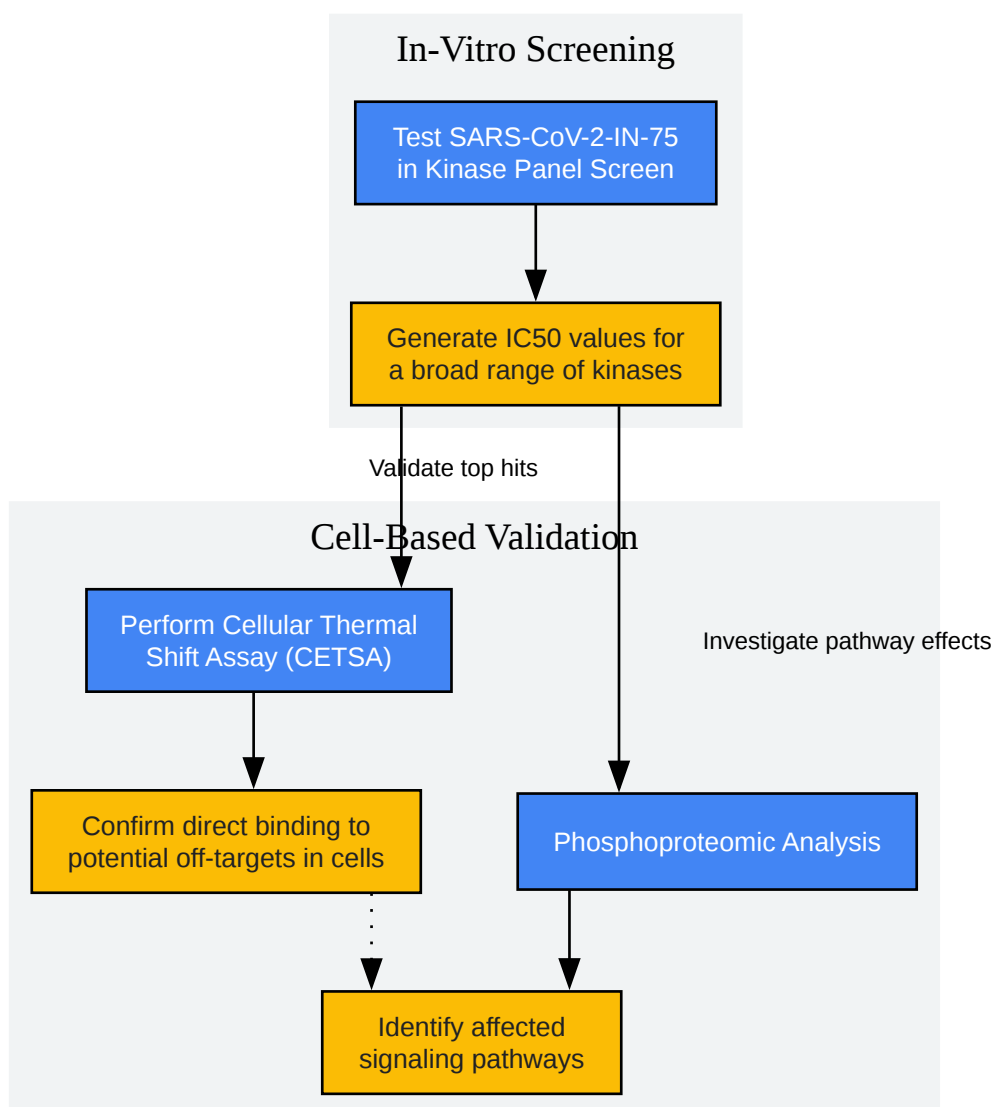 In-Vitro Screening
Test SARS-CoV-2-IN-75
in Kinase Panel Screen
Generate IC50 values for
a broad range of kinases
Validate top hits
Cell-Based Validation
Perform Cellular Thermal
Shift Assay (CETSA)
Investigate pathway effects
Confirm direct binding to
potential off-targets in cells
Phosphoproteomic Analysis
Identify affected
signaling pathways